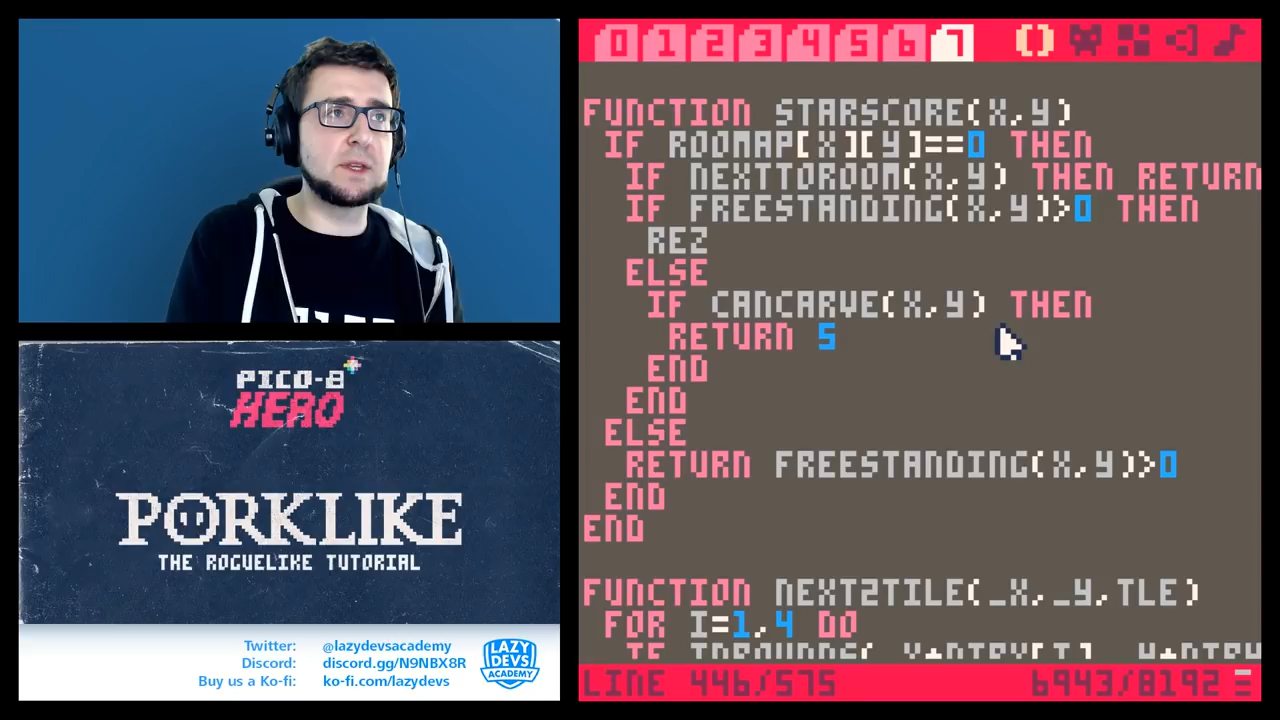 0 1 2 3 4 5 6 7
FUNCTION STARSCORE(X,Y)
IF ROOMAP[X][Y]==0 THEN
IF NEXTTOROOM(X,Y) THEN RETURN
IF FREESTANDING(X,Y)>0 THEN
REZ
ELSE
IF CANCARVE(X,Y) THEN
RETURN 5
END
END
ELSE
RETURN FREESTANDING(X,Y)>0
END
END
FUNCTION NEXT2TILE(_X,_Y,TLE)
FOR I=1,4 DO
LINE 446/575
6943/8192
PICO-8
HERO
PORKLIKE
THE ROGUELIKE TUTORIAL
Twitter: @lazydevsacademy
Discord: discord.gg/N9NBX8R
Buy us a Ko-fi: ko-fi.com/lazydevs
LAZY
DEVS
ACADEMY